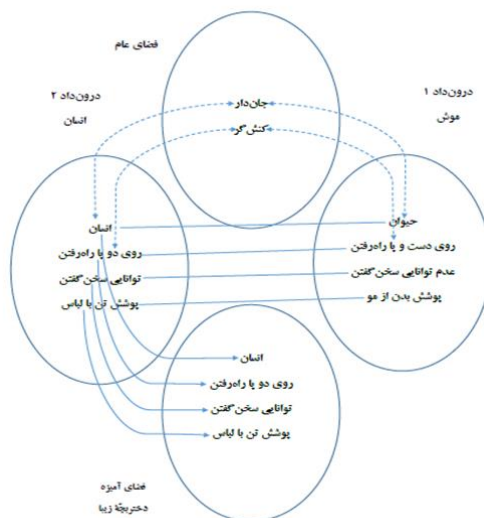 فضای عام
درون‌داد ۱
موش
درون‌داد ۲
انسان
جان‌دار
کنش‌گر
حیوان
روی دست و پا راه‌رفتن
عدم توانایی سخن‌گفتن
پوشش بدن از مو
انسان
روی دو پا راه‌رفتن
توانایی سخن‌گفتن
پوشش تن با لباس
انسان
روی دو پا راه‌رفتن
توانایی سخن‌گفتن
پوشش تن با لباس
فضای آمیزه
دختربچۀ زیبا